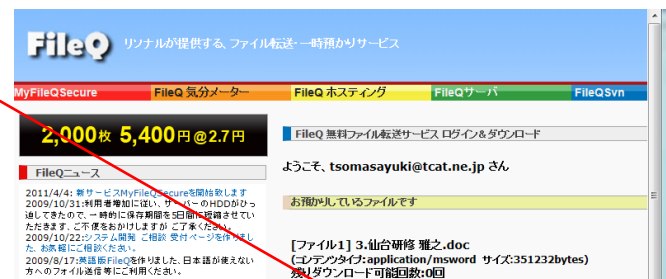 FileQ リソナルが提供する、ファイル転送・一時預かりサービス
MyFileQSecure FileQ 気分メーター FileQ ホスティング FileQサーバ FileQSvn
2,000枚 5,400円@2.7円
FileQニュース
2011/4/4: 新サービスMyFileQSecureを開始致します
2009/10/31:利用者増加に従い、サーバーのHDDがひっ
迫してきたので、一時的に保存期間を5日間に短縮させてい
ただきます。ご不便をおかけしますが ご了承ください。
2009/10/22:システム開発 ご相談 受付ページを作りまし
た、お気軽にご相談ください。
2009/8/17:英語版FileQを作りました、日本語が使えない
方へのフォイル送信等にご利用ください。
FileQ 無料ファイル転送サービス ログイン&ダウンロード
ようこそ、tsomasayuki@tcat.ne.jp さん
お預かりしているファイルです
[ファイル1] 3.仙台研修 雅之.doc
(コンテンツタイプ:application/msword サイズ:351232bytes)
残りダウンロード可能回数:0回